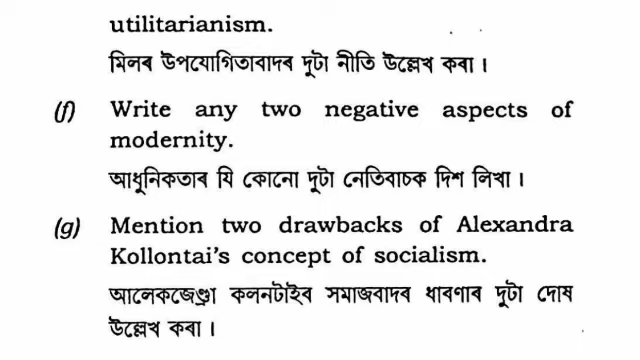 utilitarianism.
মিলৰ উপযোগিতাবাদৰ দুটা নীতি উল্লেখ কৰা ।
(f) Write any two negative aspects of
modernity.
আধুনিকতাৰ যি কোনো দুটা নেতিবাচক দিশ লিখা ।
(g) Mention two drawbacks of Alexandra
Kollontai's concept of socialism.
আলেকজেণ্ড্ৰা কলনটাইৰ সমাজবাদৰ ধাৰণাৰ দুটা দোষ
উল্লেখ কৰা ।